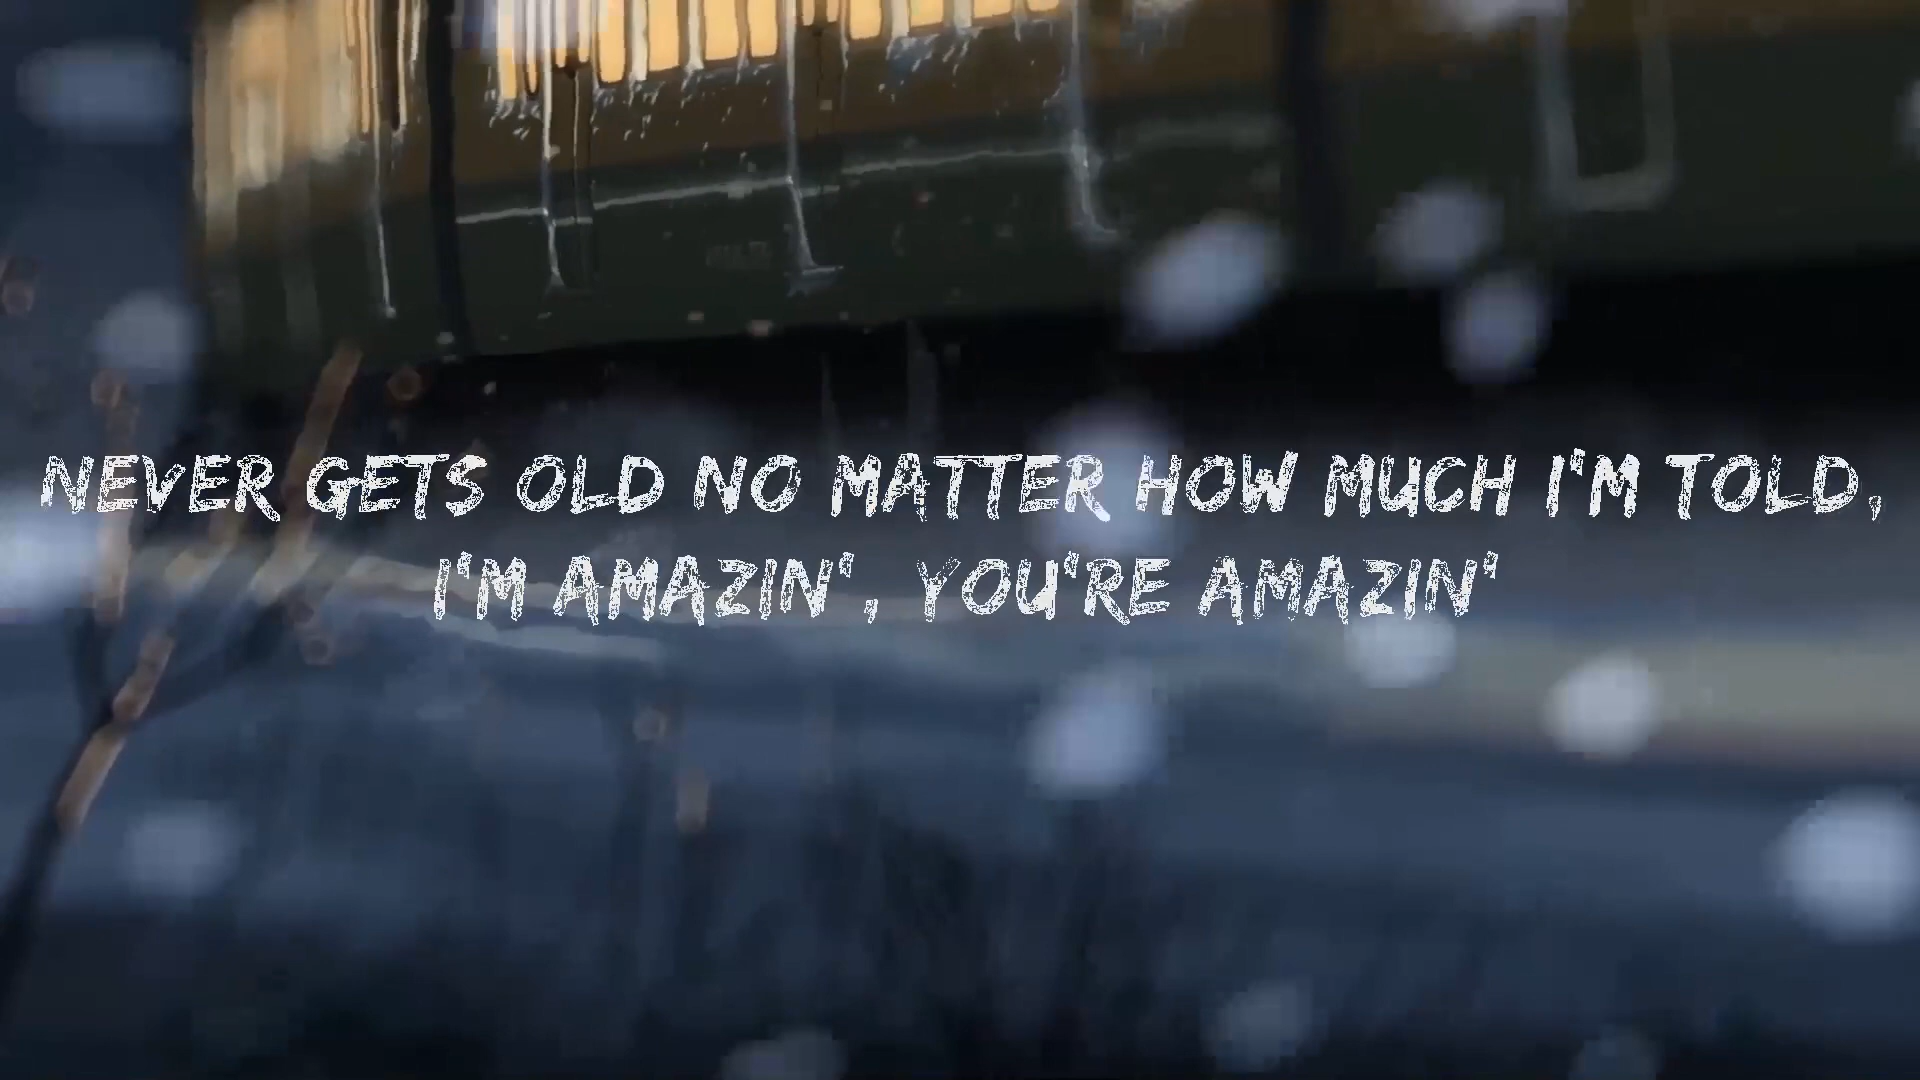 NEVER GETS OLD NO MATTER HOW MUCH I'M TOLD,
I'M AMAZIN', YOU'RE AMAZIN'